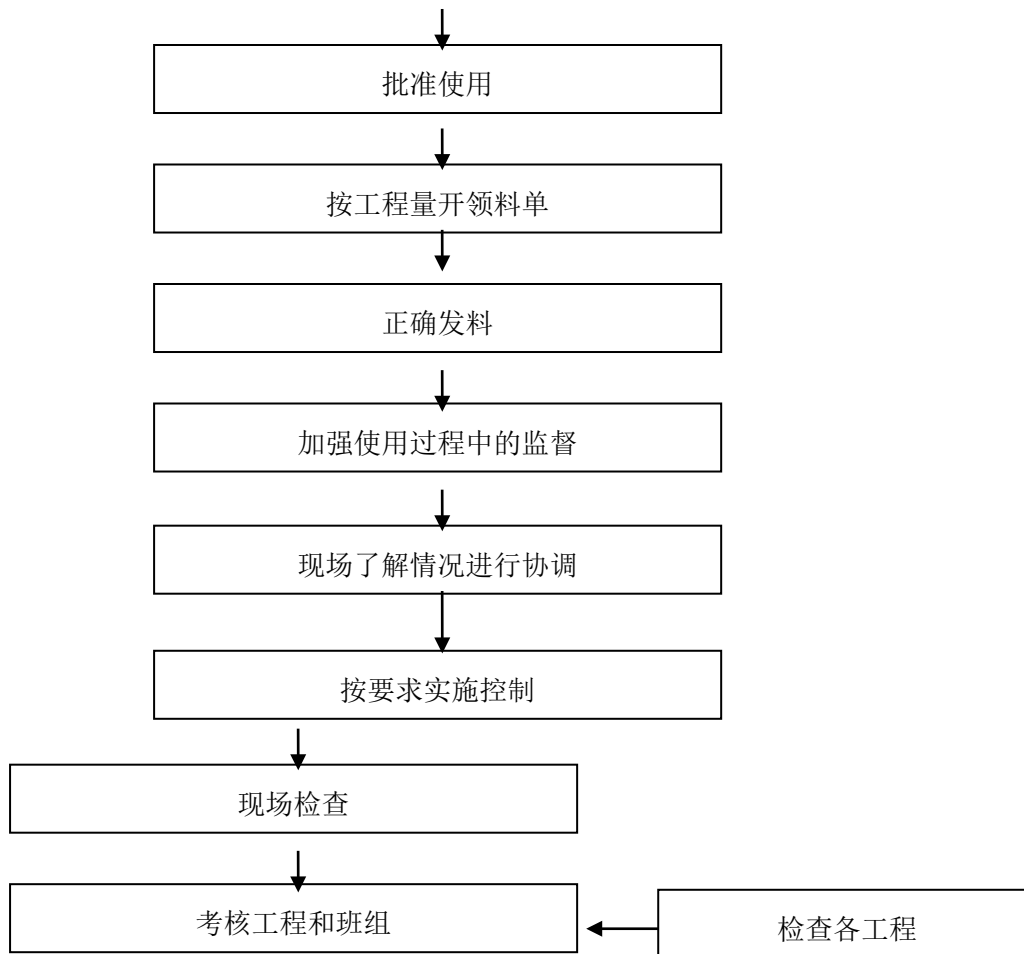 批准使用
按工程量开领料单
正确发料
加强使用过程中的监督
现场了解情况进行协调
按要求实施控制
现场检查
考核工程和班组
检查各工程